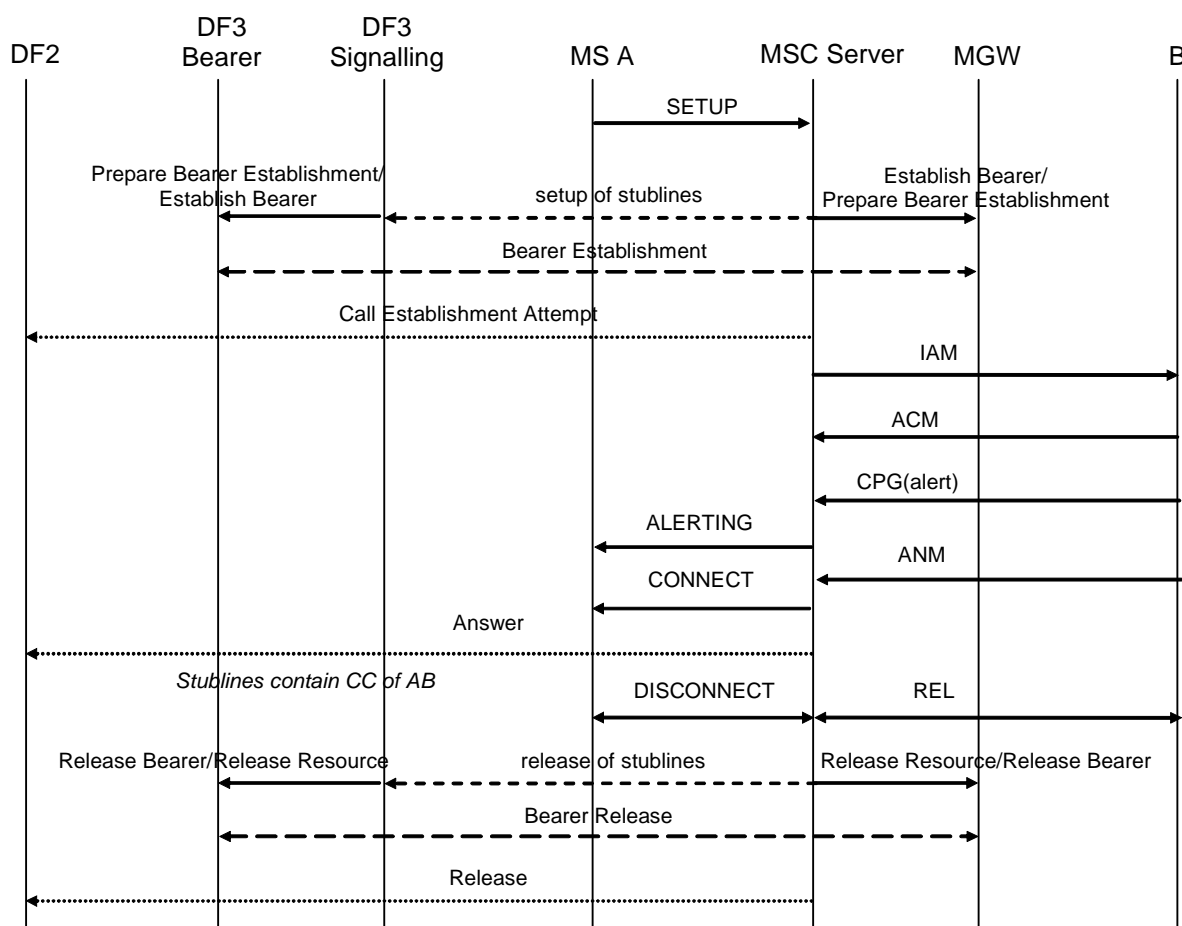 DF2
DF3
Bearer
DF3
Signalling
MS A
MSC Server
MGW
B
SETUP
Prepare Bearer Establishment/
Establish Bearer
setup of stublines
Establish Bearer/
Prepare Bearer Establishment
Bearer Establishment
Call Establishment Attempt
IAM
ACM
CPG(alert)
ALERTING
ANM
CONNECT
Answer
Stublines contain CC of AB
DISCONNECT
REL
Release Bearer/Release Resource
release of stublines
Release Resource/Release Bearer
Bearer Release
Release